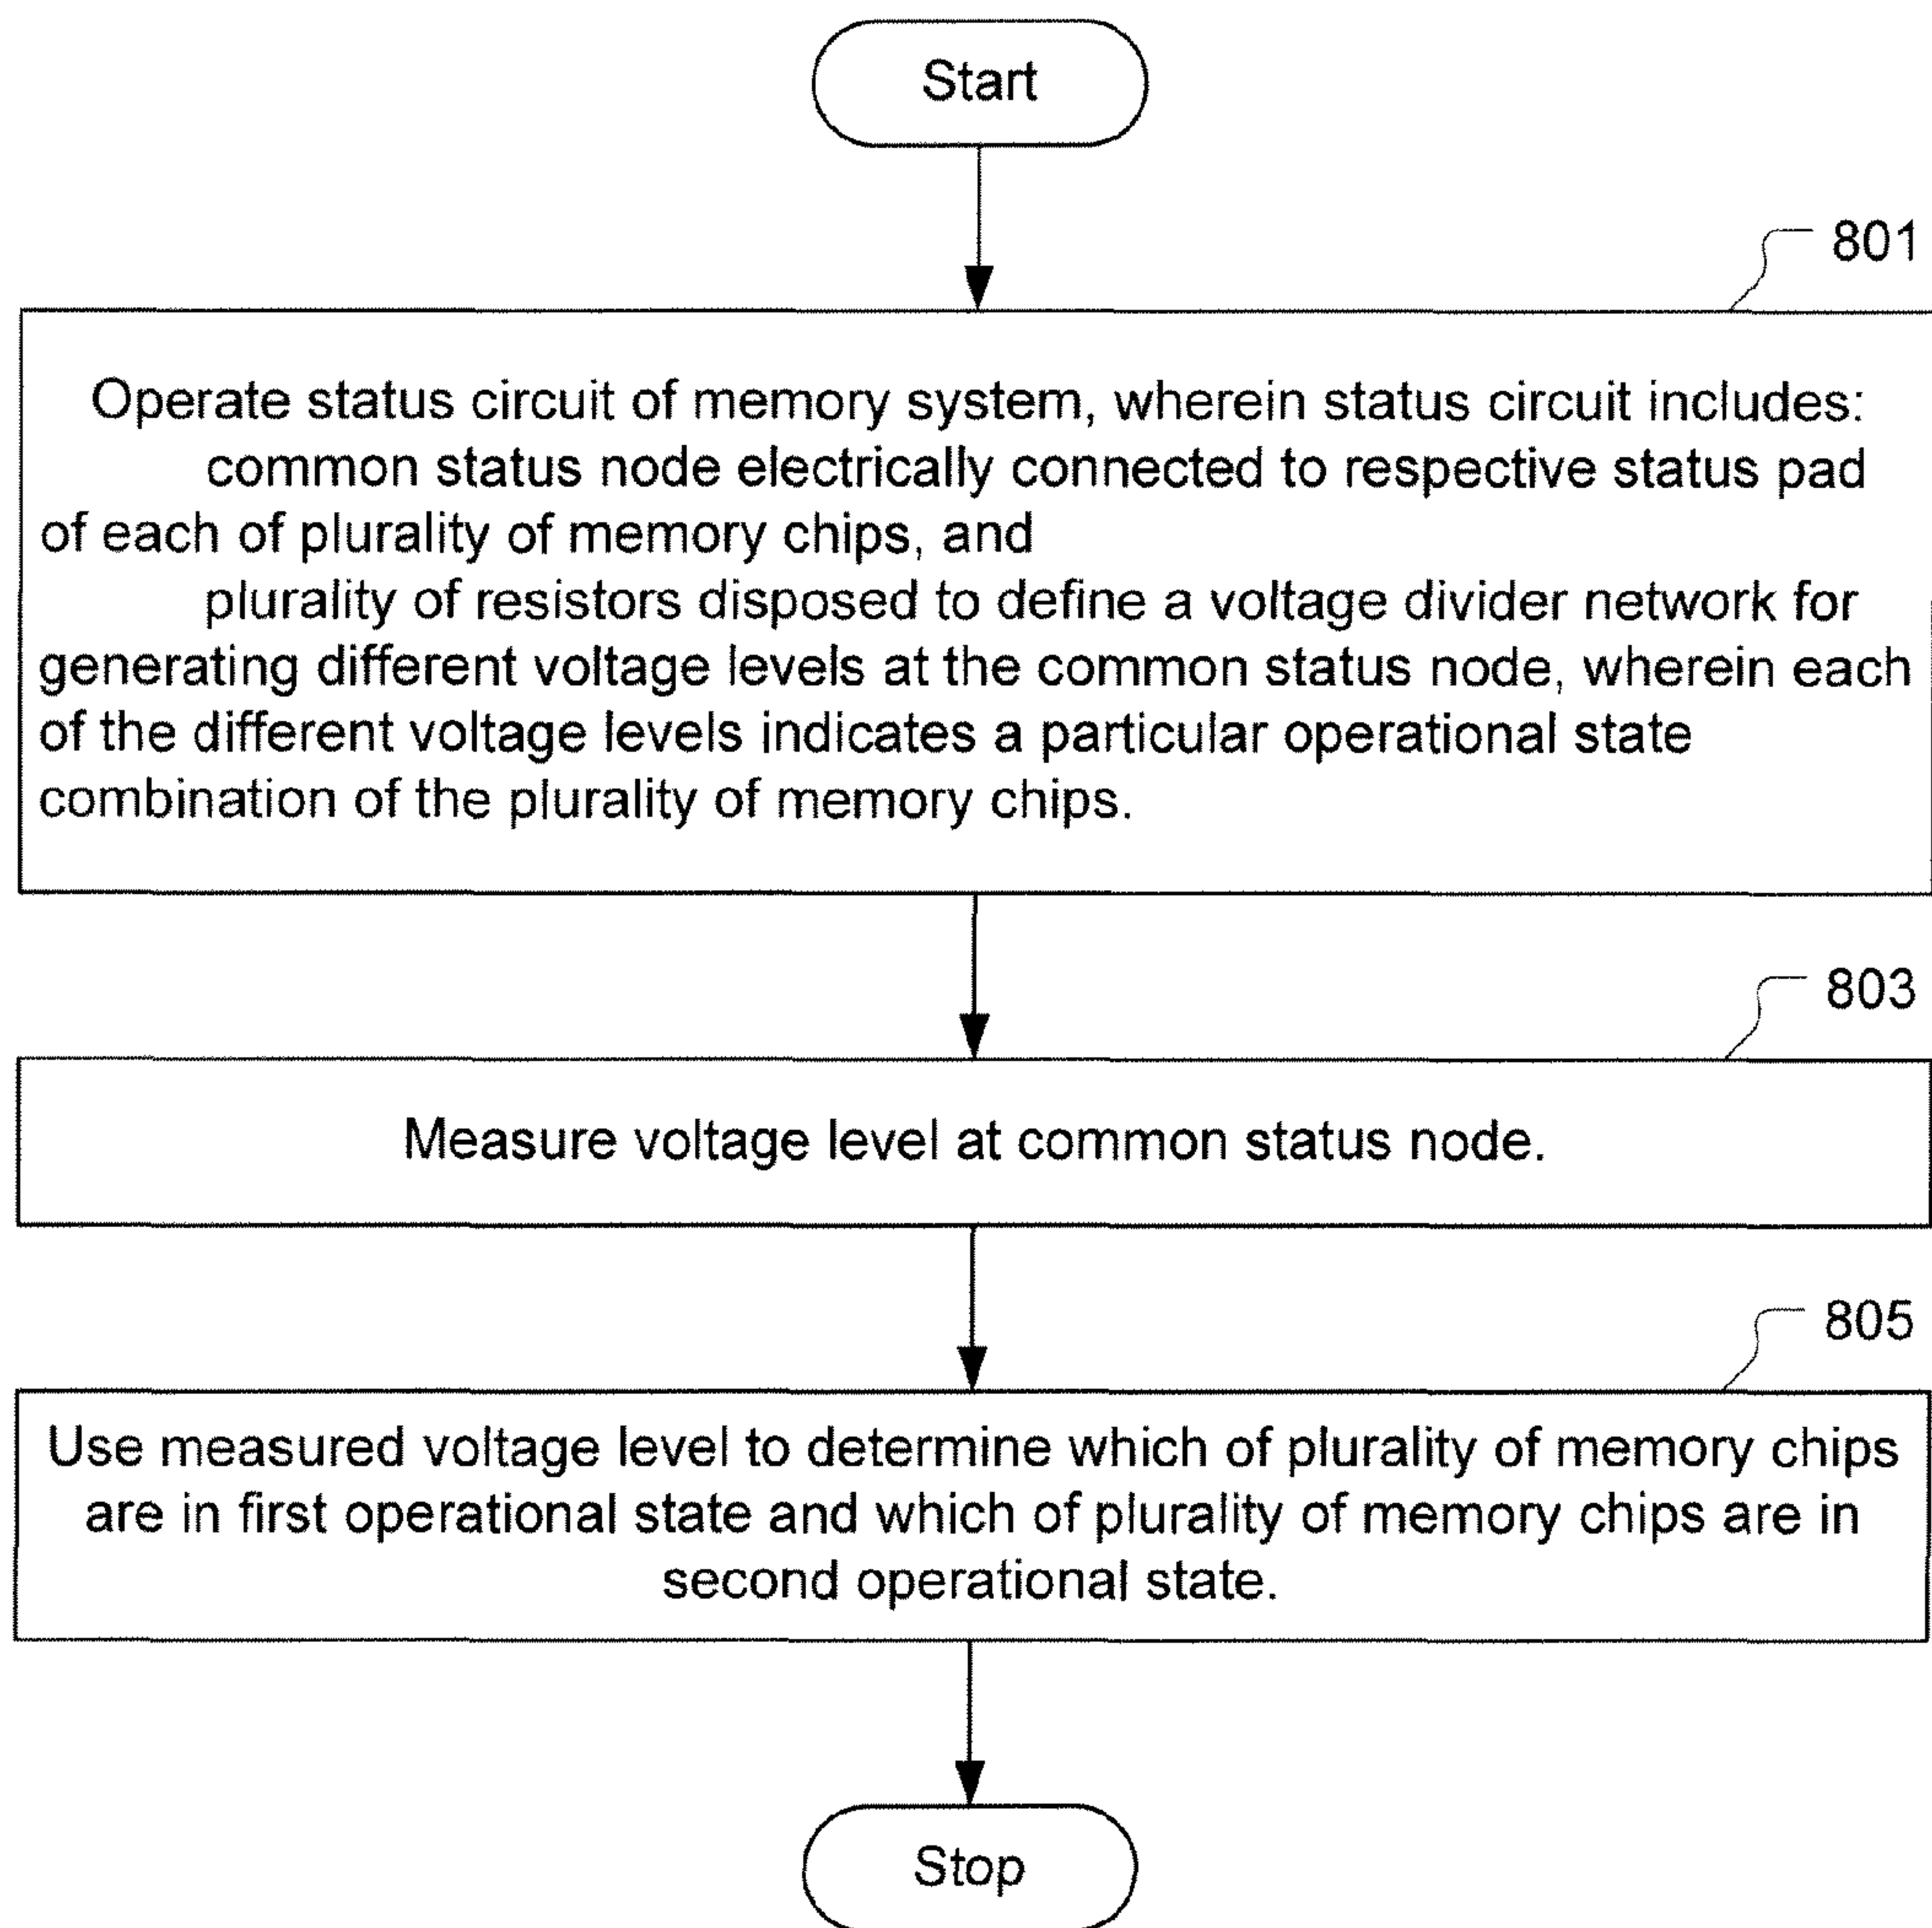 Start
801
Operate status circuit of memory system, wherein status circuit includes:
common status node electrically connected to respective status pad
of each of plurality of memory chips, and
plurality of resistors disposed to define a voltage divider network for
generating different voltage levels at the common status node, wherein each
of the different voltage levels indicates a particular operational state
combination of the plurality of memory chips.
803
Measure voltage level at common status node.
805
Use measured voltage level to determine which of plurality of memory chips
are in first operational state and which of plurality of memory chips are in
second operational state.
Stop